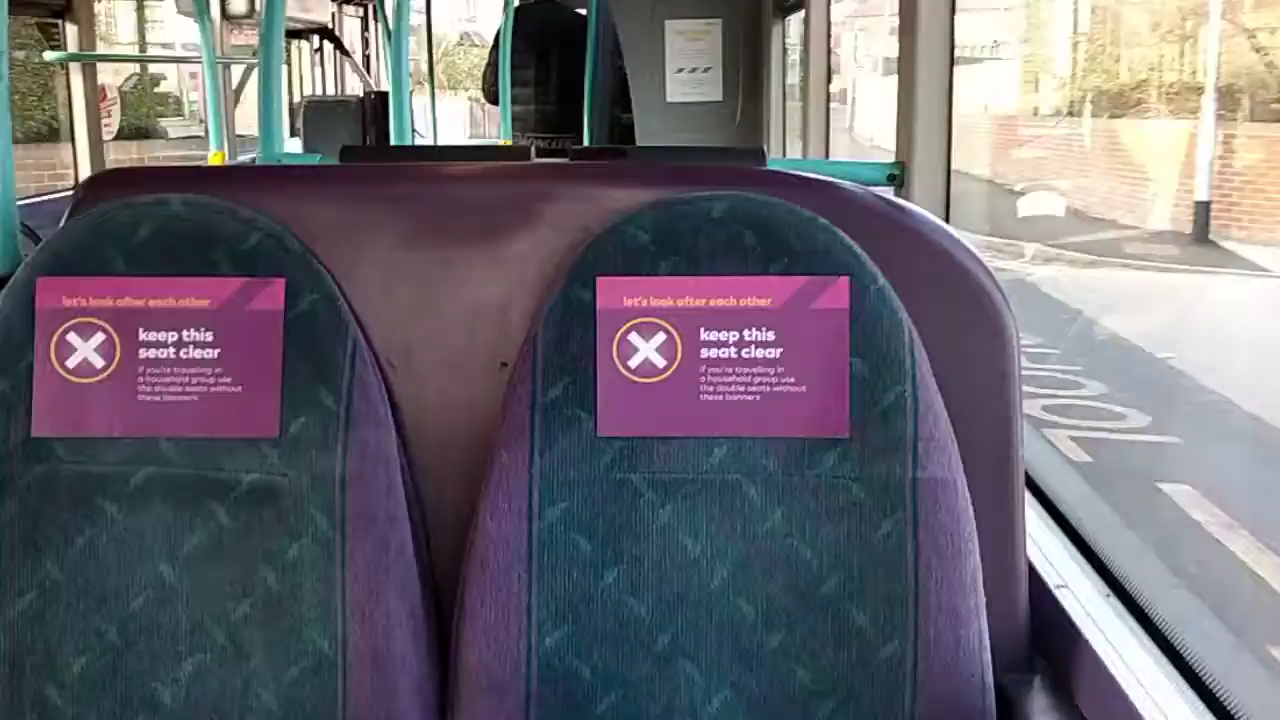 MONCLER
let's look after each other
keep this
seat clear
if you're travelling in
a household group use
the double seats without
these banners
let's look after each other
keep this
seat clear
if you're travelling in
a household group use
the double seats without
these banners